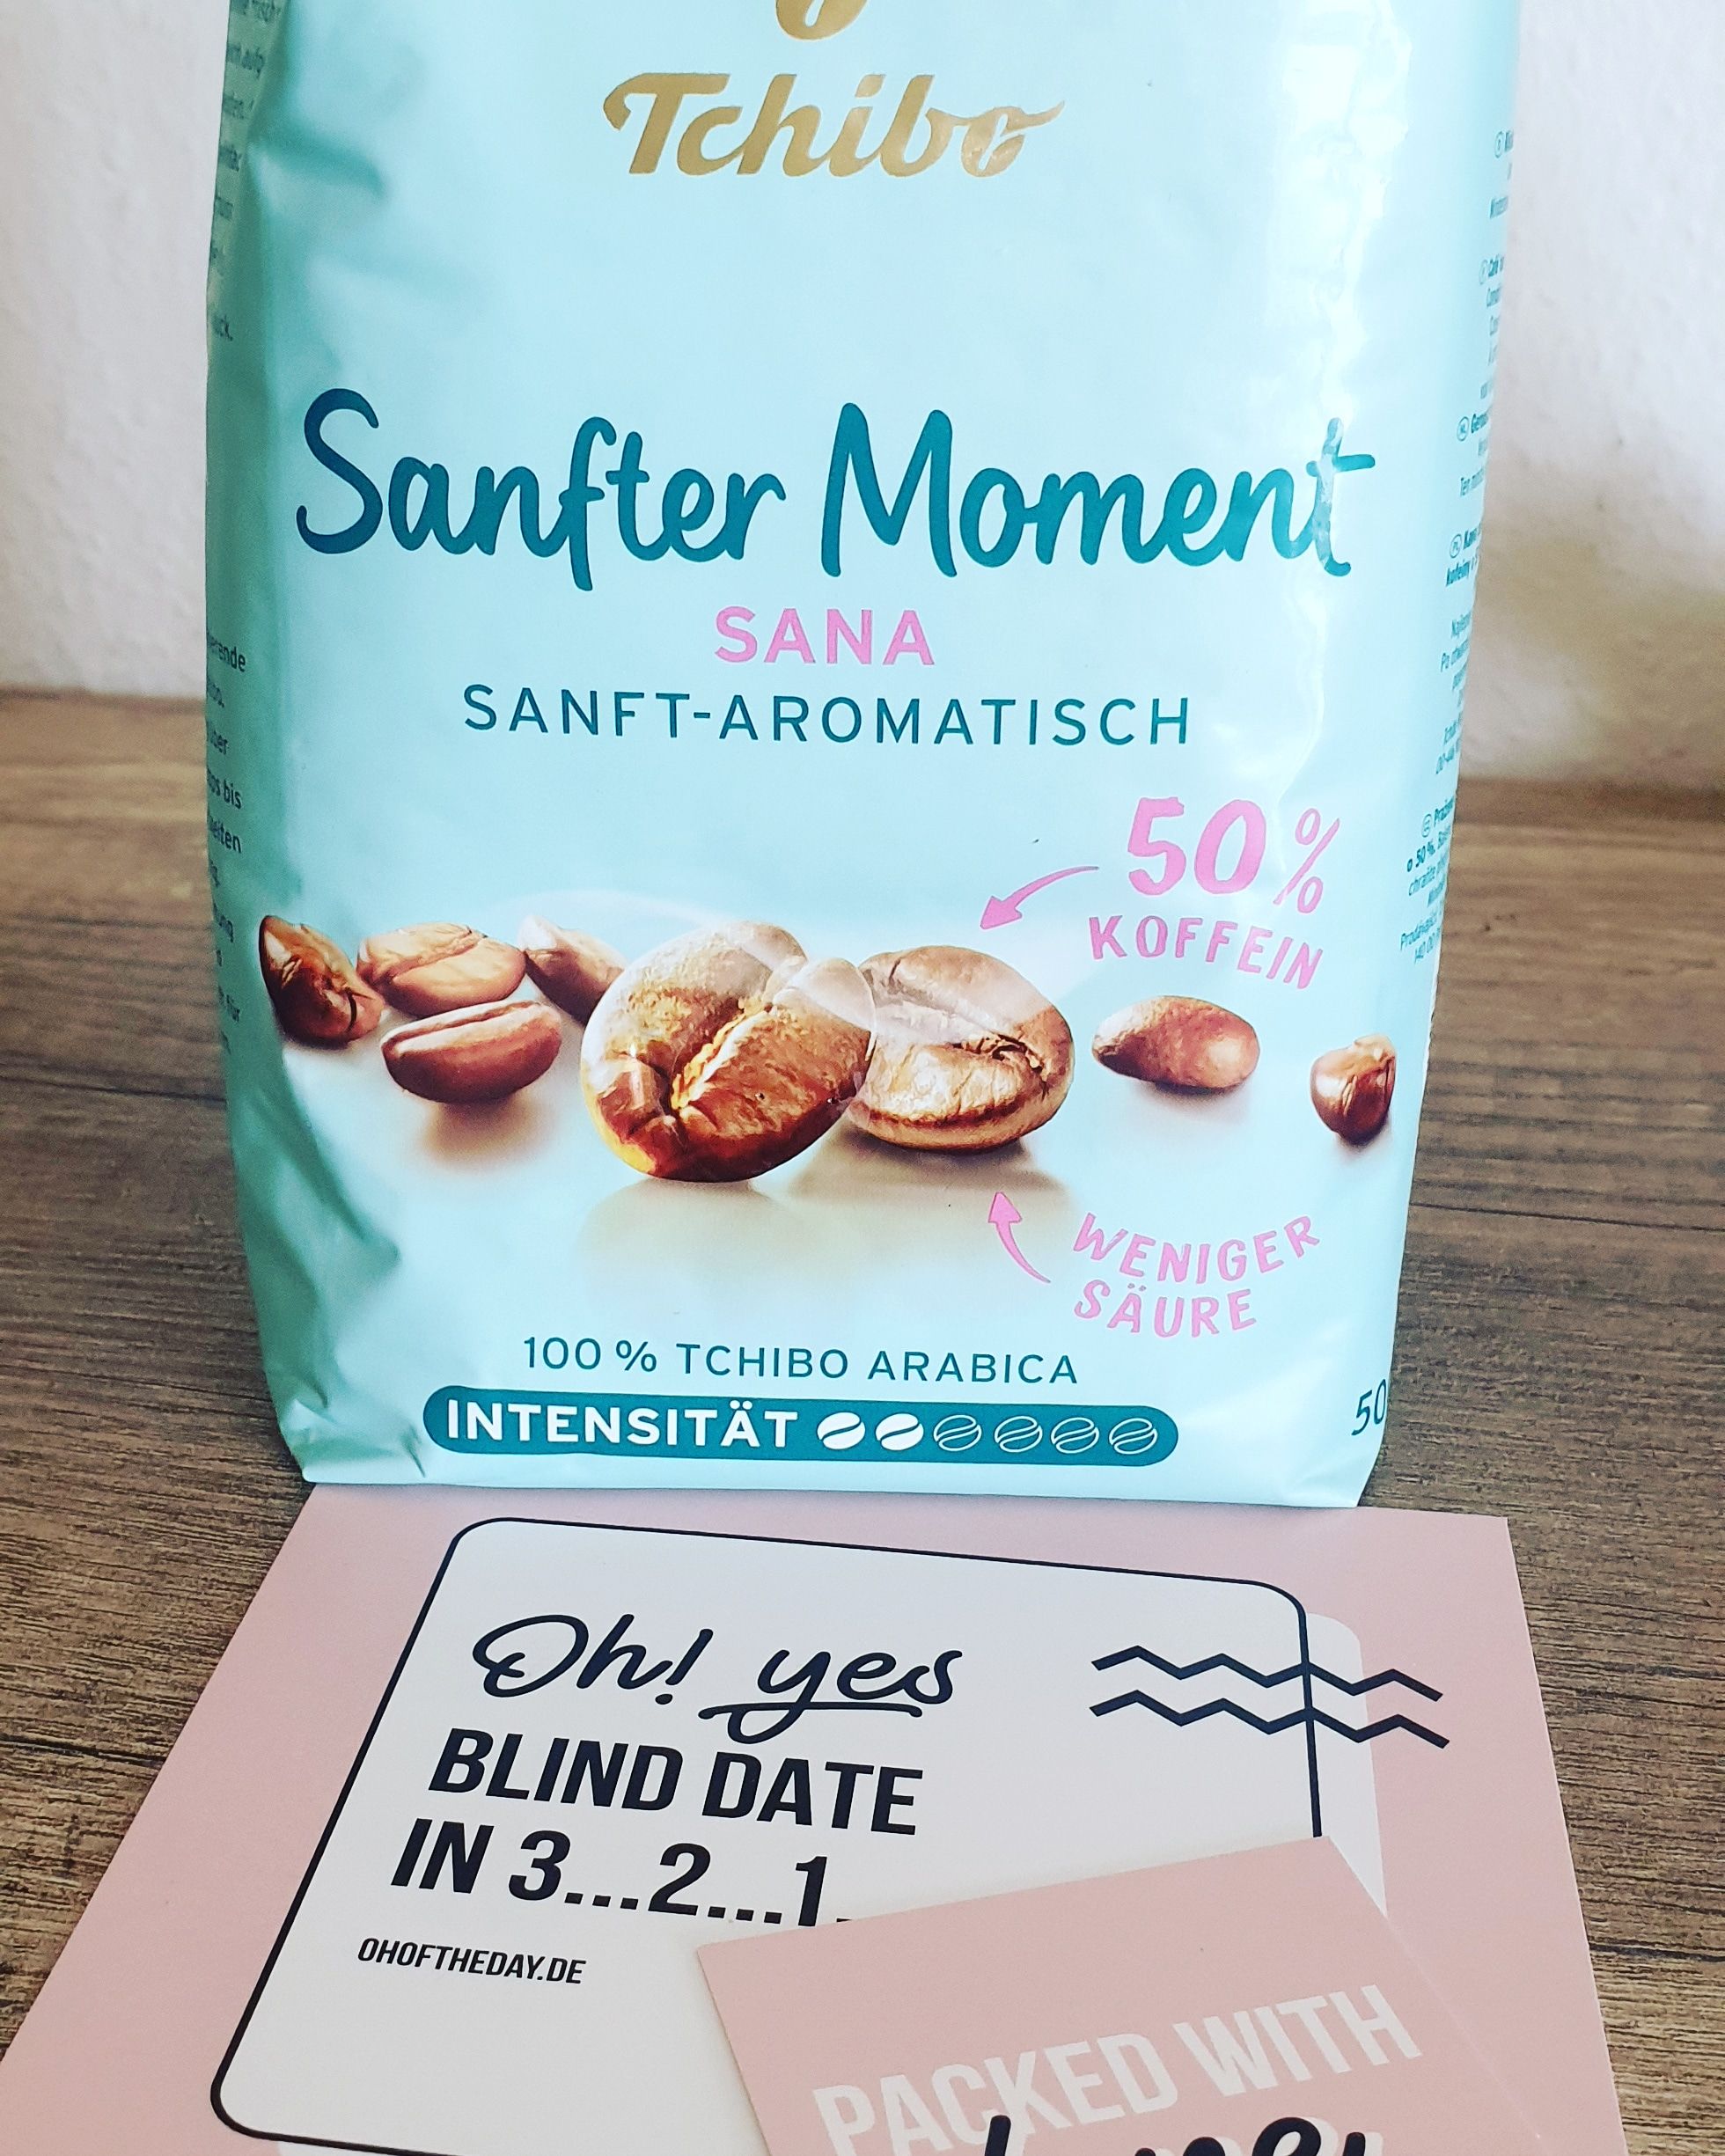 Tchibo
Sanfter Moment
SANA
SANFT-AROMATISCH
50%
KOFFEIN
WENIGER
SÄURE
100 % TCHIBO ARABICA
INTENSITÄT
Oh! yes
BLIND DATE
IN 3...2...1.
OHOFTHEDAY.DE
PACKED WITH